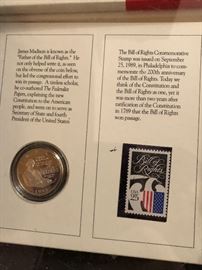 James Madison is known as the
"Father of the Bill of Rights." He
not only helped write it, as seen
on the obverse of the coin below,
but led the congressional effort to
win its passage. A tireless scholar,
he co-authored The Federalist
Papers, explaining the new
Constitution to the American
people, and went on to serve as
Secretary of State and fourth
President of the United States
The Bill of Rights Commemorative
Stamp was issued on September
25, 1989, in Philadelphia to com-
memorate the 200th anniversary
of the Bill of Rights. Today we
think of the Constitution and
the Bill of Rights as one, yet it
was more than two years after
ratification of the Constitution
in 1789 that the Bill of Rights
won passage.
Bill of
Rights
USA
25